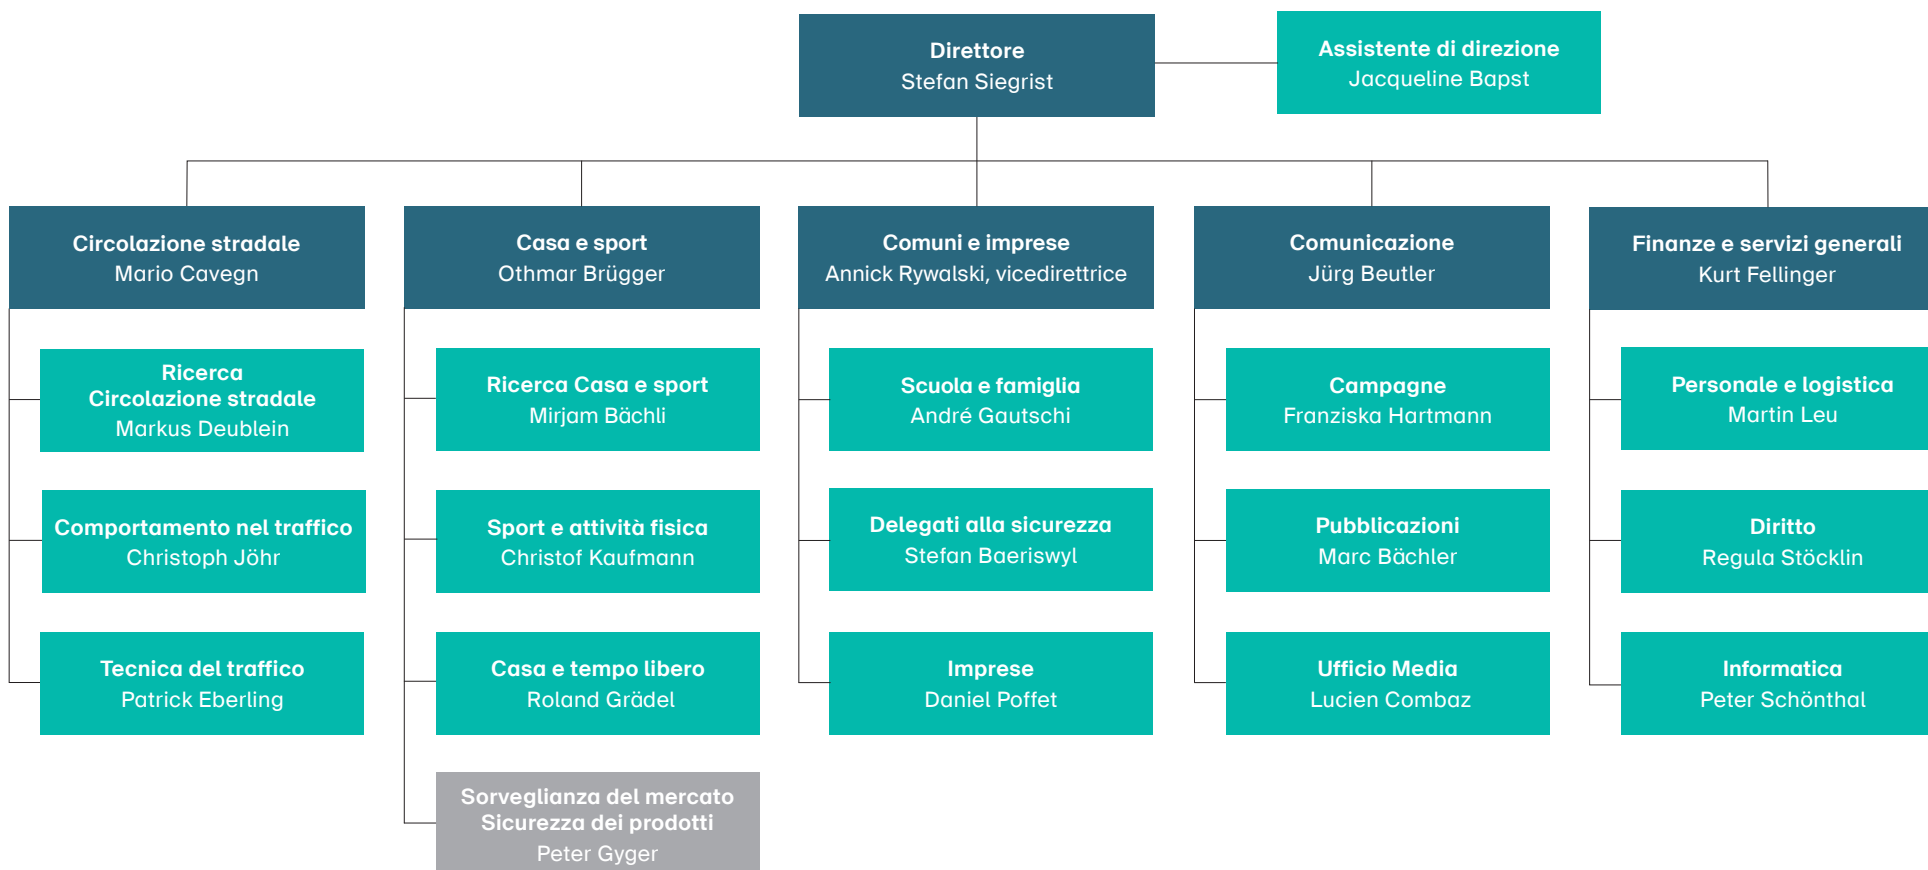 Direttore
Stefan Siegrist
Assistente di direzione
Jacqueline Bapst
Circolazione stradale
Mario Cavegn
Casa e sport
Othmar Brügger
Comuni e imprese
Annick Rywalski, vicedirettrice
Comunicazione
Jürg Beutler
Finanze e servizi generali
Kurt Fellinger
Ricerca
Circolazione stradale
Markus Deublein
Ricerca Casa e sport
Mirjam Bächli
Scuola e famiglia
André Gautschi
Campagne
Franziska Hartmann
Personale e logistica
Martin Leu
Comportamento nel traffico
Christoph Jöhr
Sport e attività fisica
Christof Kaufmann
Delegati alla sicurezza
Stefan Baeriswyl
Pubblicazioni
Marc Bächler
Diritto
Regula Stöcklin
Tecnica del traffico
Patrick Eberling
Casa e tempo libero
Roland Grädel
Imprese
Daniel Poffet
Ufficio Media
Lucien Combaz
Informatica
Peter Schönthal
Sorveglianza del mercato
Sicurezza dei prodotti
Peter Gyger